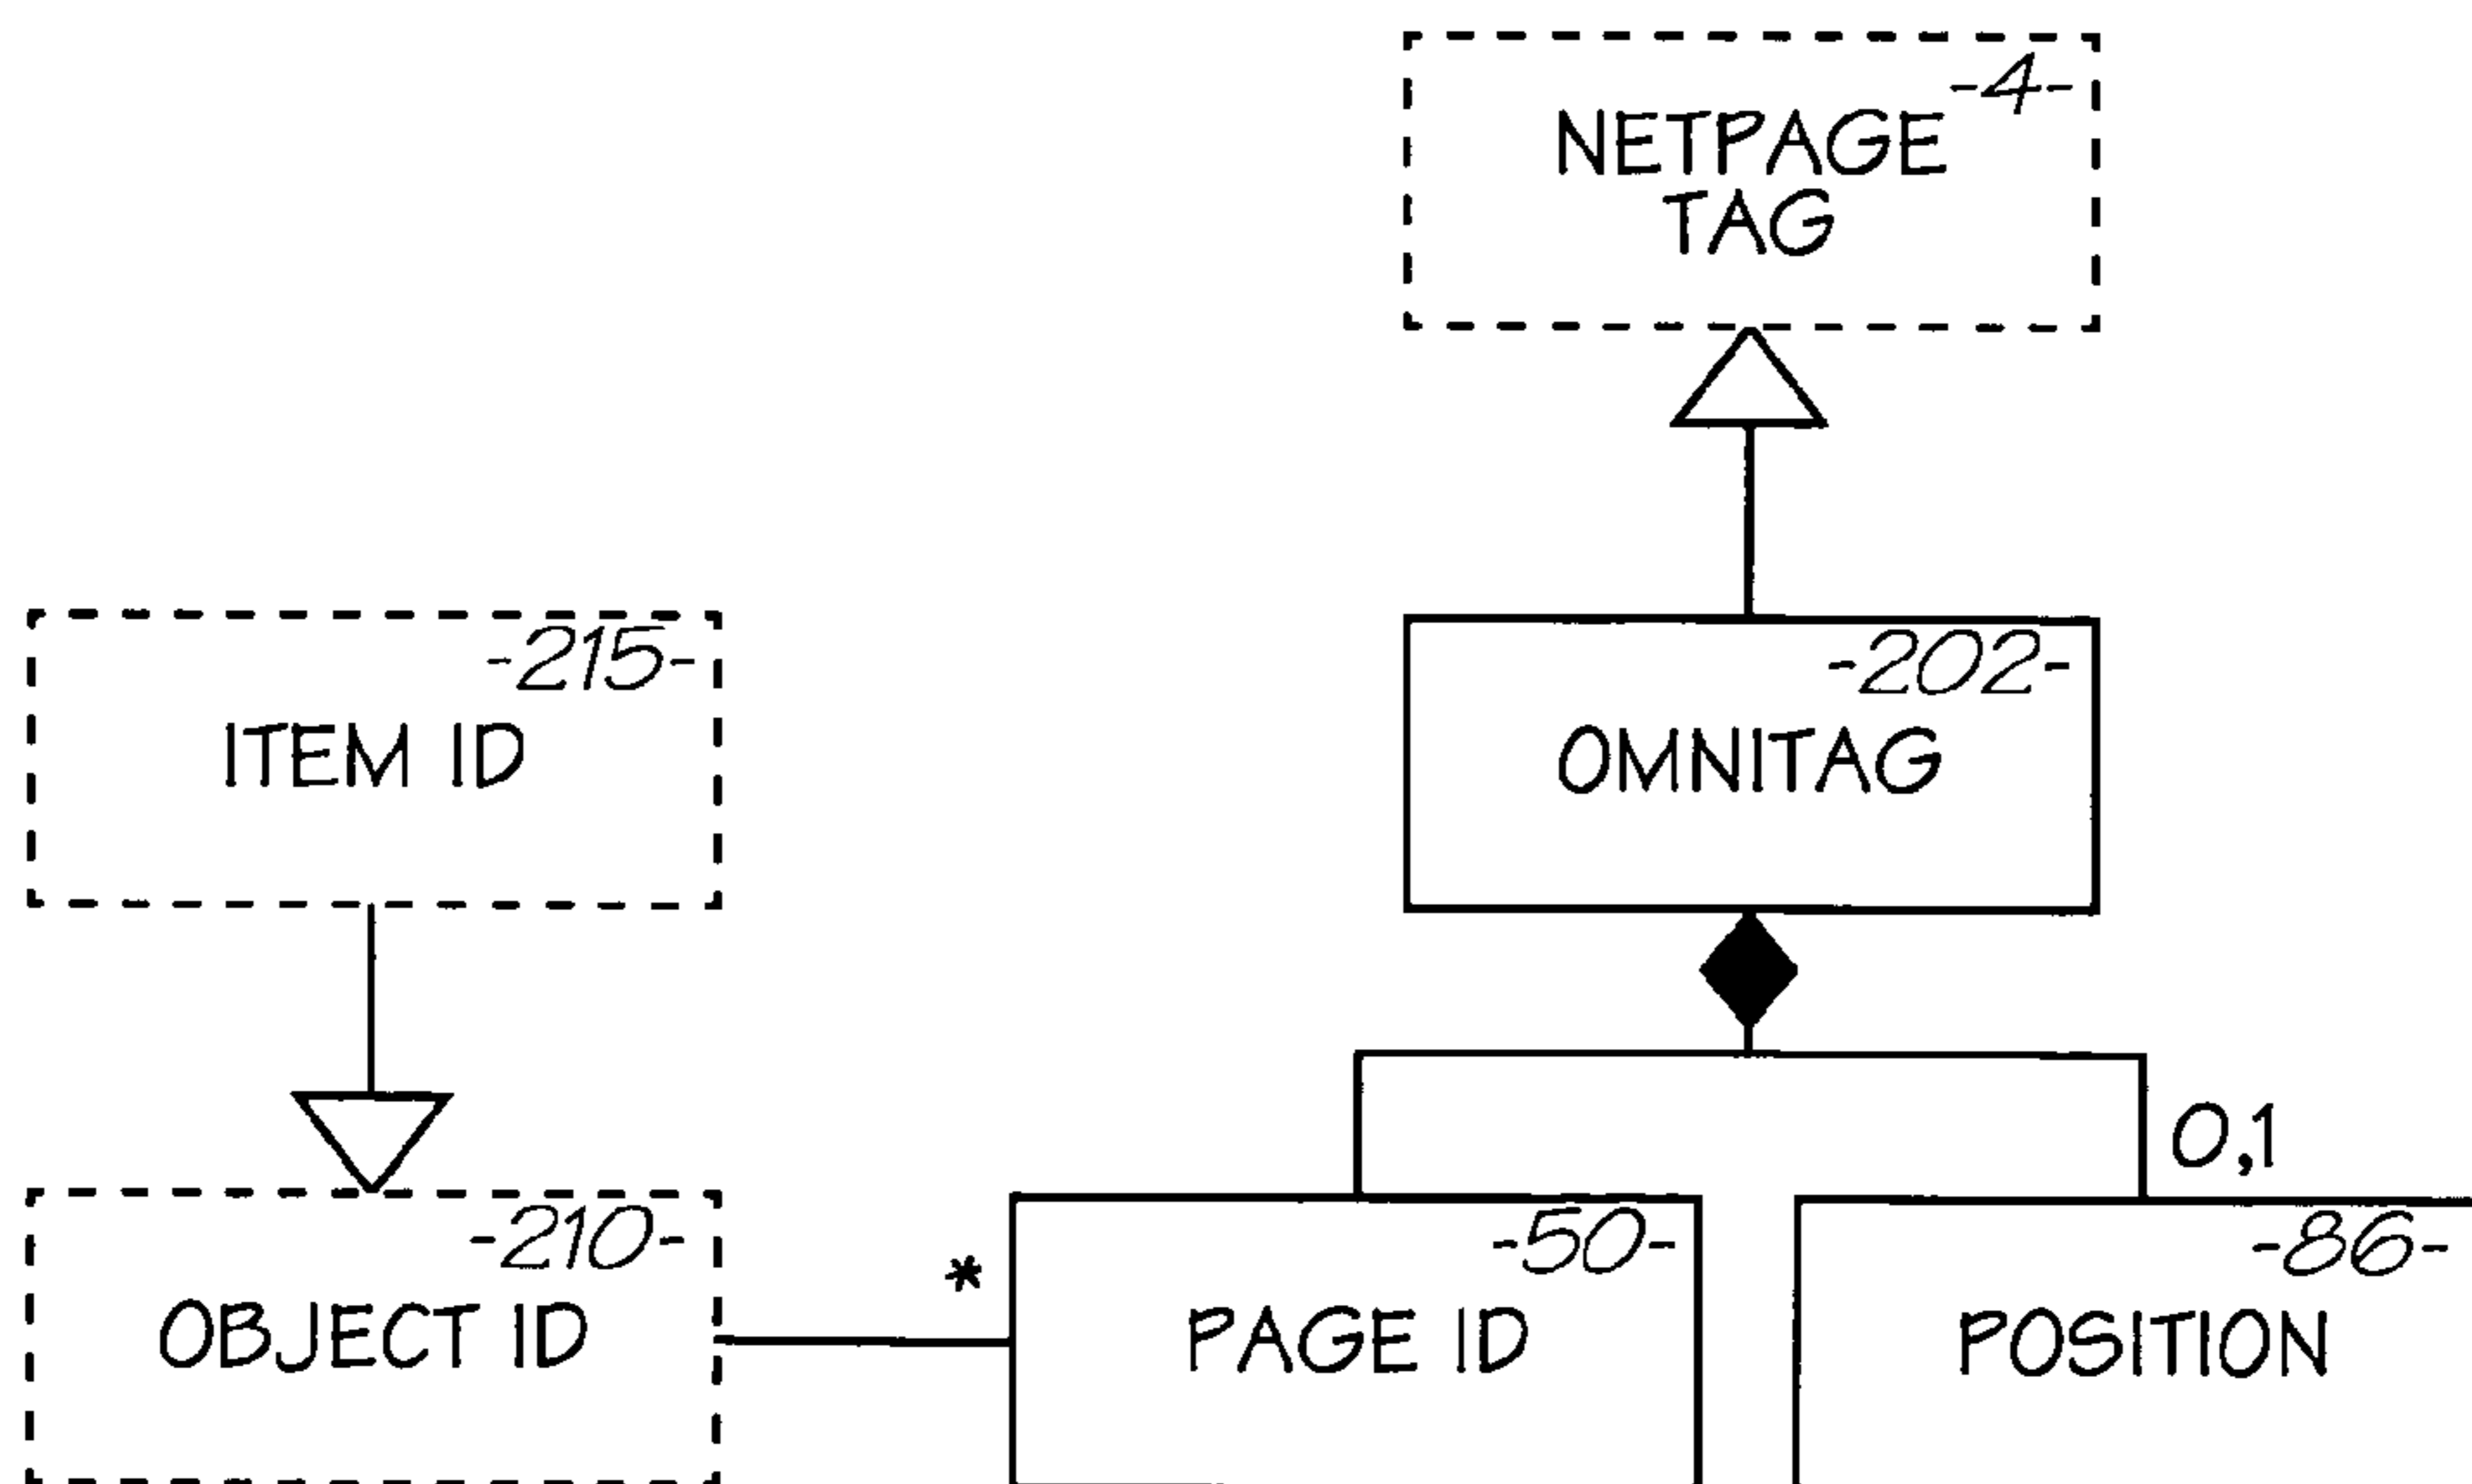 -4-
NETPAGE
TAG
-215-
ITEM ID
-202-
OMNITAG
0,1
-210-
OBJECT ID
*
-50-
PAGE ID
-86-
POSITION